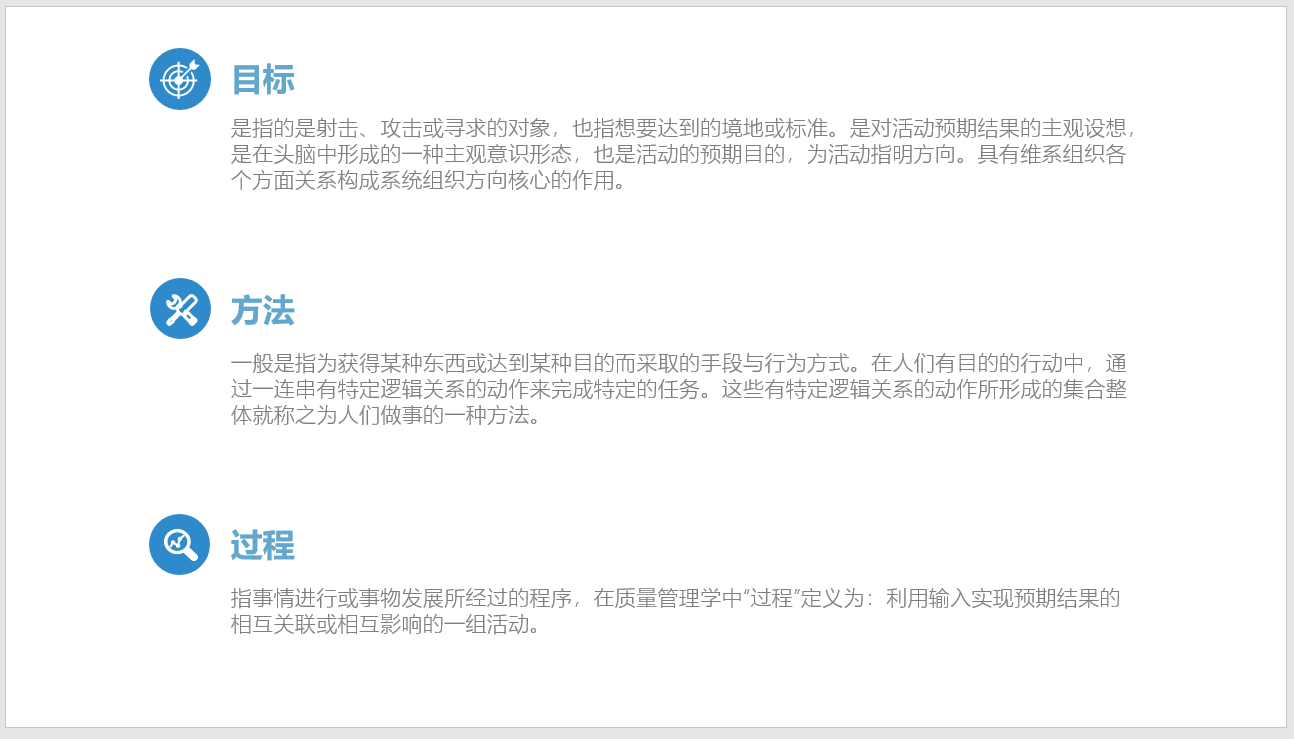 目标
是指的是射击、攻击或寻求的对象，也指想要达到的境地或标准。是对活动预期结果的主观设想，
是在头脑中形成的一种主观意识形态，也是活动的预期目的，为活动指明方向。具有维系组织各
个方面关系构成系统组织方向核心的作用。
方法
一般是指为获得某种东西或达到某种目的而采取的手段与行为方式。在人们有目的的行动中，通
过一连串有特定逻辑关系的动作来完成特定的任务。这些有特定逻辑关系的动作所形成的集合整
体就称之为人们做事的一种方法。
过程
指事情进行或事物发展所经过的程序，在质量管理学中“过程”定义为：利用输入实现预期结果的
相互关联或相互影响的一组活动。